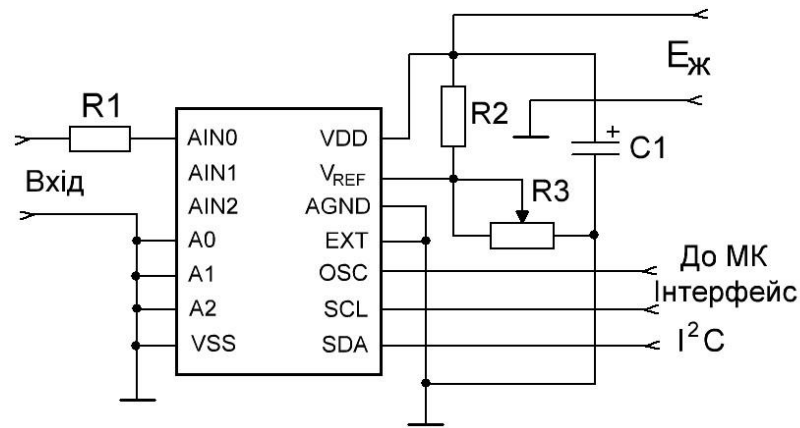 Eж
R1
R2
C1
AIN0
VDD
Вхід
AIN1
VREF
R3
AIN2
AGND
A0
EXT
A1
OSC
До МК
Інтерфейс
A2
SCL
VSS
SDA
I²C
+